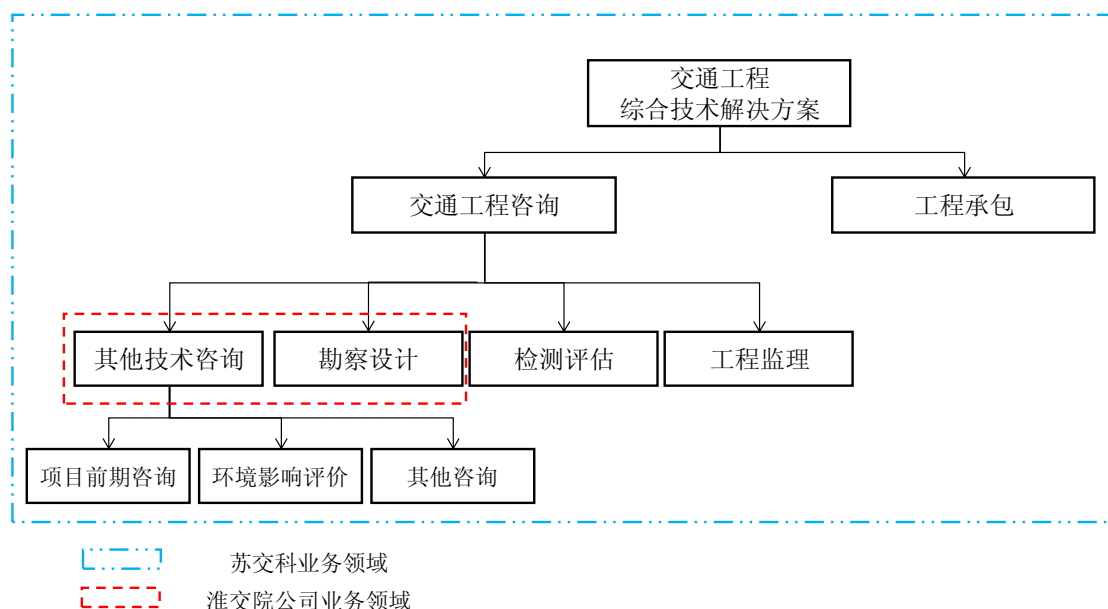 交通工程
综合技术解决方案
交通工程咨询
工程承包
其他技术咨询
勘察设计
检测评估
工程监理
项目前期咨询
环境影响评价
其他咨询
苏交科业务领域
淮交院公司业务领域